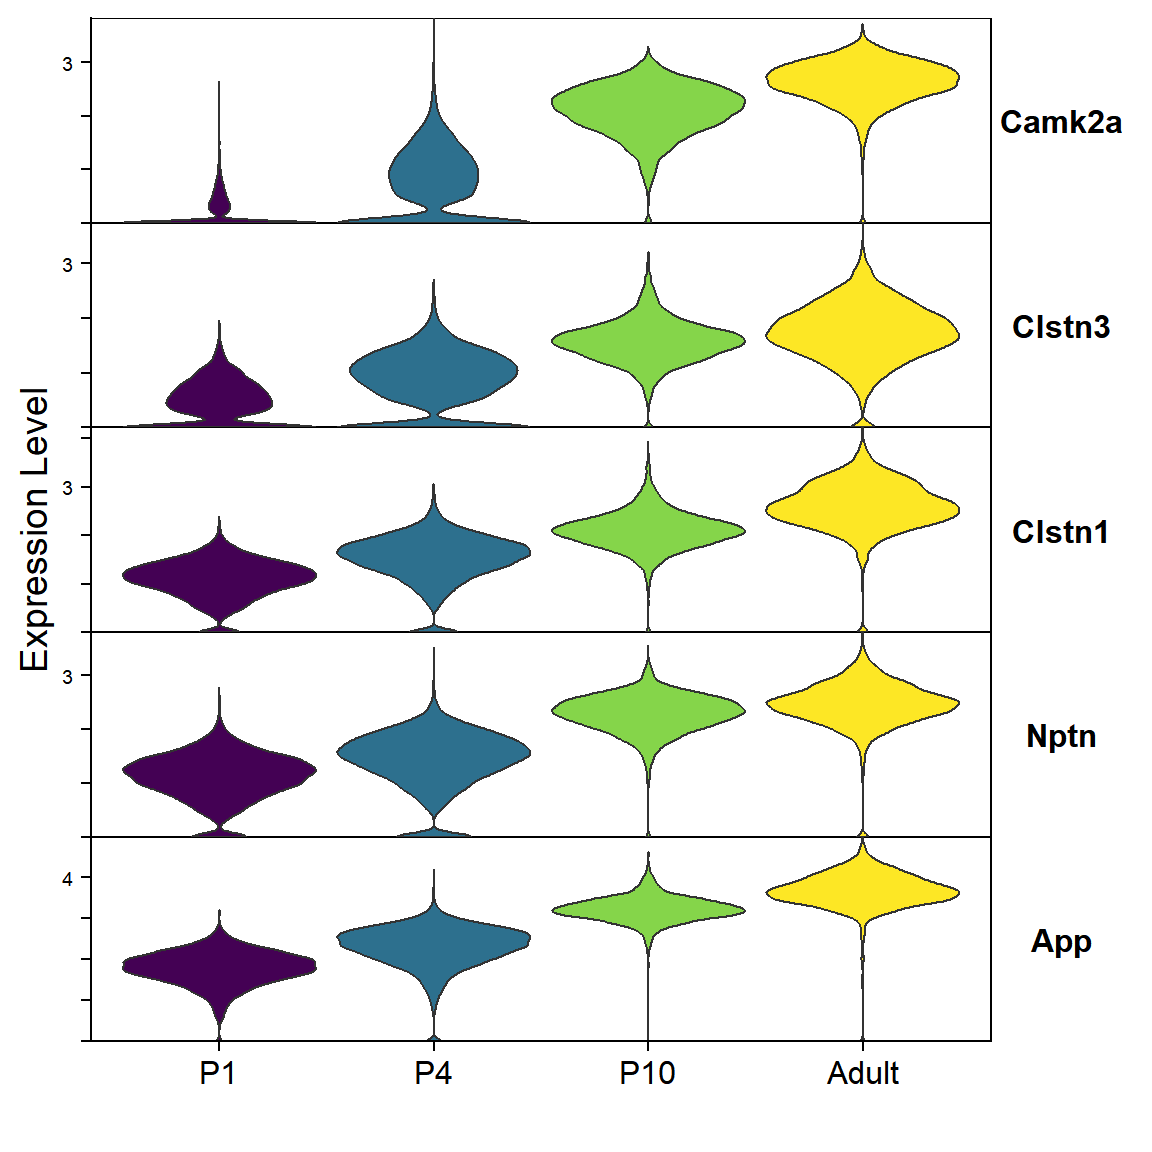 3
Camk2a
3
Clstn3
3
Clstn1
3
Nptn
4
App
Expression Level
P1 P4 P10 Adult